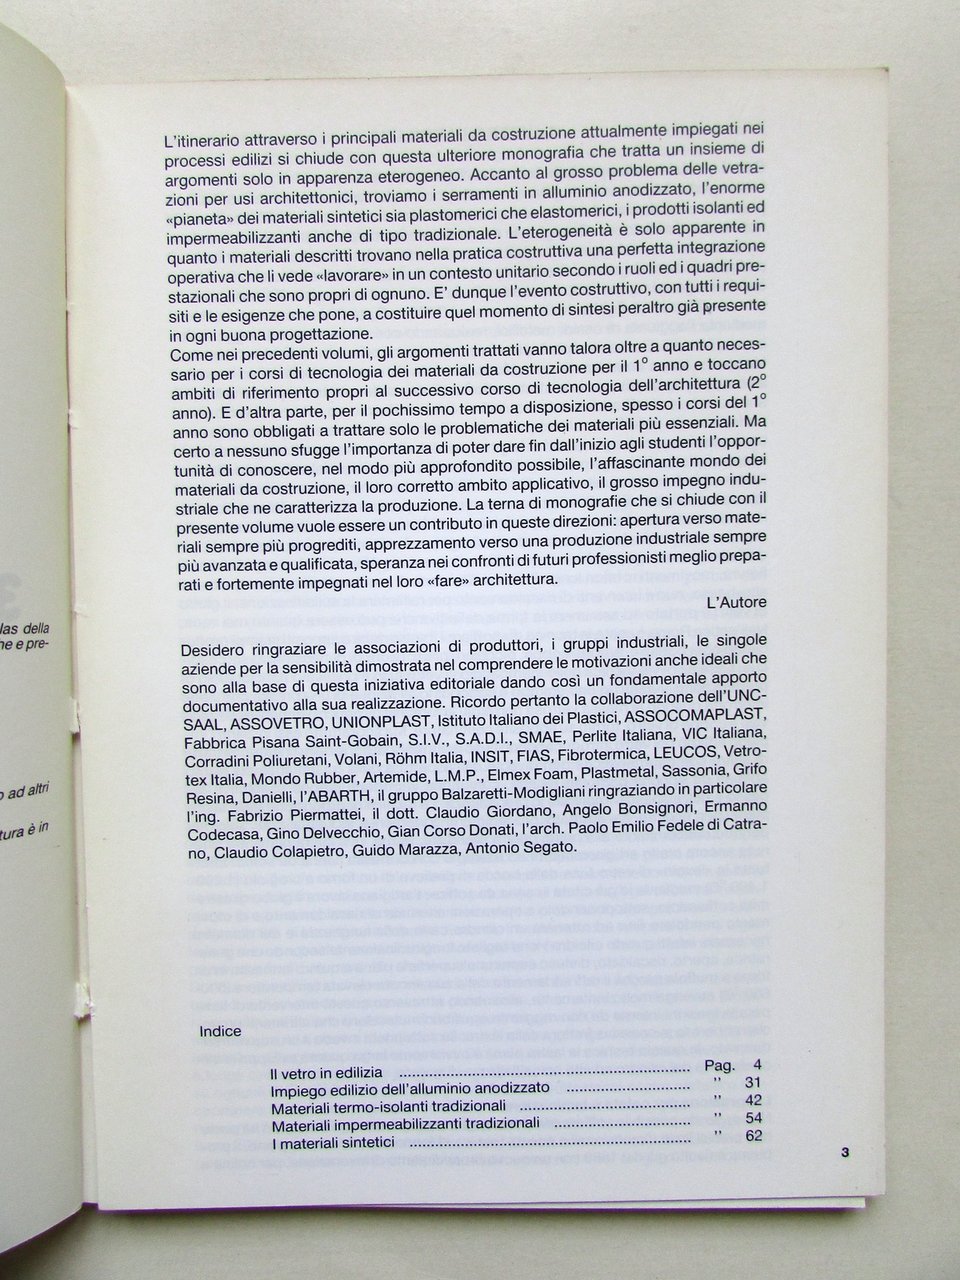 L'itinerario attraverso i principali materiali da costruzione attualmente impiegati nei
processi edilizi si chiude con questa ulteriore monografia che tratta un insieme di
argomenti solo in apparenza eterogeneo. Accanto al grosso problema delle vetra-
zioni per usi architettonici, troviamo i serramenti in alluminio anodizzato, l'enorme
«pianeta» dei materiali sintetici sia plastomerici che elastomerici, i prodotti isolanti ed
impermeabilizzanti anche di tipo tradizionale. L'eterogeneità è solo apparente in
quanto i materiali descritti trovano nella pratica costruttiva una perfetta integrazione
operativa che li vede «lavorare» in un contesto unitario secondo i ruoli ed i quadri pre-
stazionali che sono propri di ognuno. E' dunque l'evento costruttivo, con tutti i requi-
siti e le esigenze che pone, a costituire quel momento di sintesi peraltro già presente
in ogni buona progettazione.
Come nei precedenti volumi, gli argomenti trattati vanno talora oltre a quanto neces-
sario per i corsi di tecnologia dei materiali da costruzione per il 1° anno e toccano
ambiti di riferimento propri al successivo corso di tecnologia dell'architettura (2°
anno). E d'altra parte, per il pochissimo tempo a disposizione, spesso i corsi del 1°
anno sono obbligati a trattare solo le problematiche dei materiali più essenziali. Ma
certo a nessuno sfugge l'importanza di poter dare fin dall'inizio agli studenti l'oppor-
tunità di conoscere, nel modo più approfondito possibile, l'affascinante mondo dei
materiali da costruzione, il loro corretto ambito applicativo, il grosso impegno indu-
striale che ne caratterizza la produzione. La terna di monografie che si chiude con il
presente volume vuole essere un contributo in queste direzioni: apertura verso mate-
riali sempre più progrediti, apprezzamento verso una produzione industriale sempre
più avanzata e qualificata, speranza nei confronti di futuri professionisti meglio prepa-
rati e fortemente impegnati nel loro «fare» architettura.
L'Autore
Desidero ringraziare le associazioni di produttori, i gruppi industriali, le singole
aziende per la sensibilità dimostrata nel comprendere le motivazioni anche ideali che
sono alla base di questa iniziativa editoriale dando così un fondamentale apporto
documentativo alla sua realizzazione. Ricordo pertanto la collaborazione dell'UNC-
SAAL, ASSOVETRO, UNIONPLAST, Istituto Italiano dei Plastici, ASSOCOMAPLAST,
Fabbrica Pisana Saint-Gobain, S.I.V., S.A.D.I., SMAE, Perlite Italiana, VIC Italiana,
Corradini Poliuretani, Volani, Röhm Italia, INSIT, FIAS, Fibrotermica, LEUCOS, Vetro-
tex Italia, Mondo Rubber, Artemide, L.M.P., Elmex Foam, Plastmetal, Sassonia, Grifo
Resina, Danielli, l'ABARTH, il gruppo Balzaretti-Modigliani ringraziando in particolare
l'ing. Fabrizio Piermattei, il dott. Claudio Giordano, Angelo Bonsignori, Ermanno
Codecasa, Gino Delvecchio, Gian Corso Donati, l'arch. Paolo Emilio Fedele di Catra-
no, Claudio Colapietro, Guido Marazza, Antonio Segato.
Indice
Il vetro in edilizia .......... Pag. 4
Impiego edilizio dell'alluminio anodizzato .......... '' 31
Materiali termo-isolanti tradizionali .......... '' 42
Materiali impermeabilizzanti tradizionali .......... '' 54
I materiali sintetici .......... '' 62
3
las della
e pre-
ad altri
tura è in